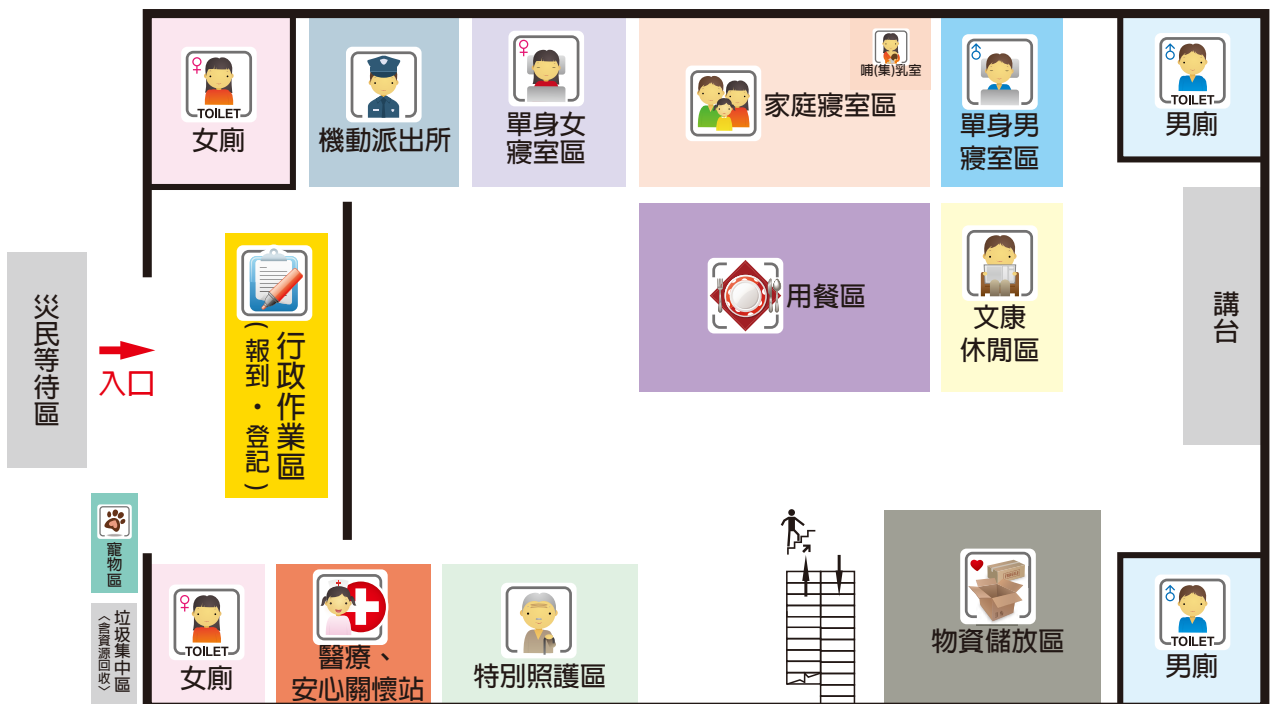 TOILET
女廁
機動派出所
單身女
寢室區
家庭寢室區
哺(集)乳室
單身男
寢室區
TOILET
男廁
災民等待區
入口
行政作業區
(報到・登記)
用餐區
文康
休閒區
講台
寵物區
垃圾集中區
〈含資源回收〉
TOILET
女廁
醫療、
安心關懷站
特別照護區
物資儲放區
TOILET
男廁